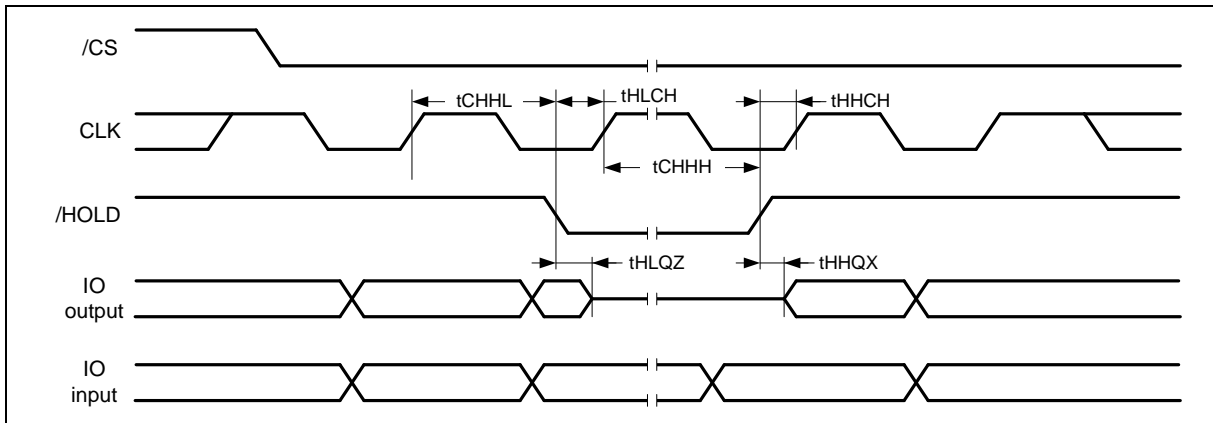 /CS
tCHHL
tHLCH
tHHCH
CLK
tCHHH
/HOLD
tHLQZ
tHHQX
IO
output
IO
input